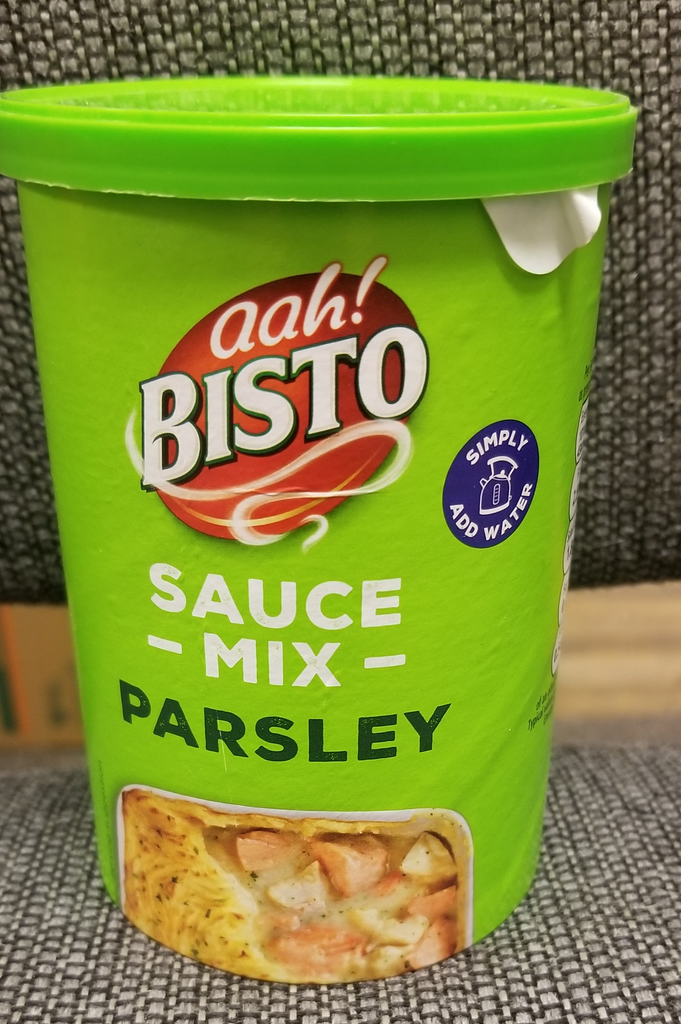 aah!
BISTO
SIMPLY
ADD WATER
SAUCE
- MIX -
PARSLEY